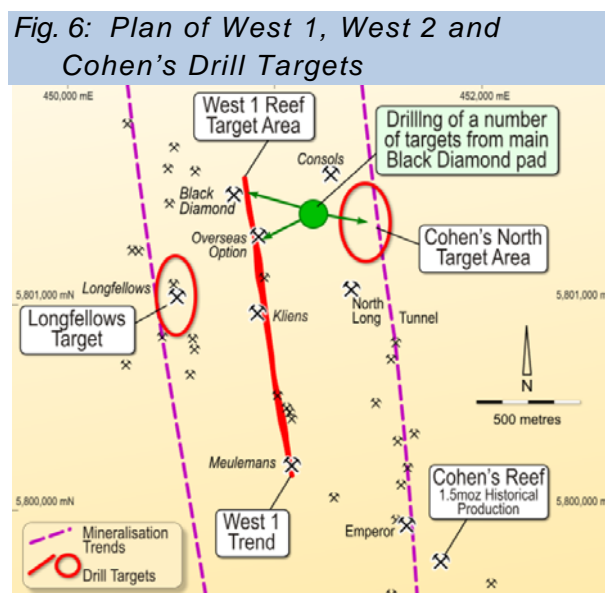 Fig. 6: Plan of West 1, West 2 and
Cohen's Drill Targets
450,000 mE
452,000 mE
West 1 Reef
Target Area
Drillng of a number
of targets from main
Black Diamond pad
Consols
Black
Diamond
Overseas
Option
Cohen's North
Target Area
Longfellows
5,801,000 mN
5,801,000 mN
Longfellows
Target
Kliens
North
Long Tunnel
N
500 metres
Meulemans
Cohen's Reef
1.5moz Historical
Production
5,800,000 mN
5,800,000 mN
West 1
Trend
Emperor
Mineralisation
Trends
Drill Targets